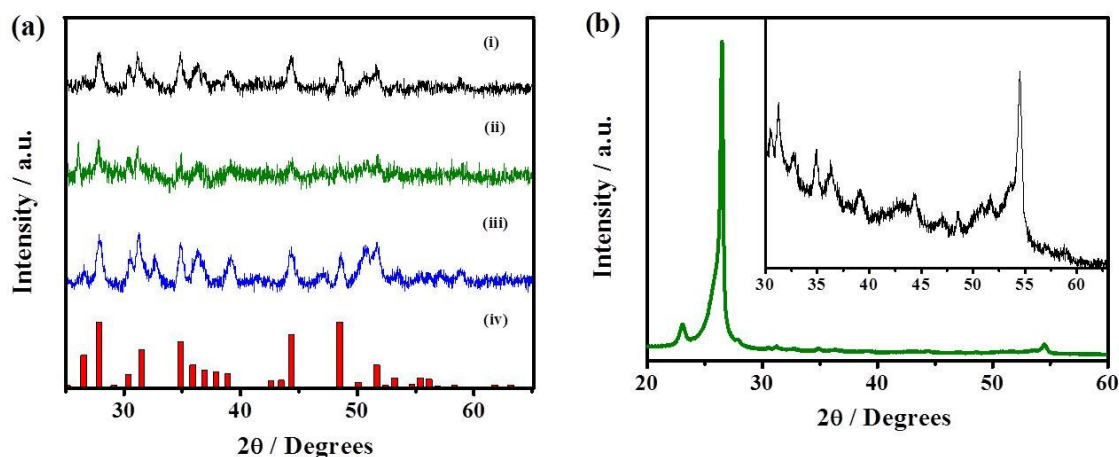 (a)
(i)
(ii)
(iii)
(iv)
Intensity / a.u.
30 40 50 60
2θ / Degrees
(b)
Intensity / a.u.
30 35 40 45 50 55 60
20 30 40 50 60
2θ / Degrees